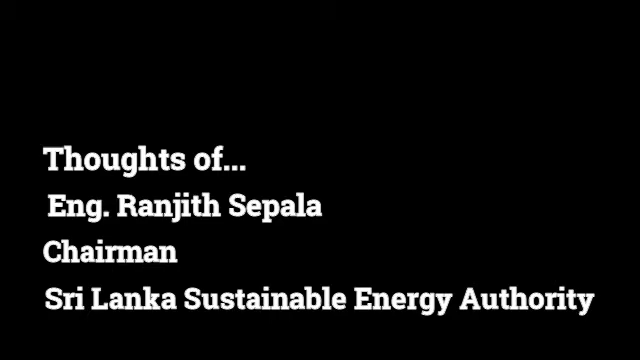 Thoughts of...
Eng. Ranjith Sepala
Chairman
Sri Lanka Sustainable Energy Authority